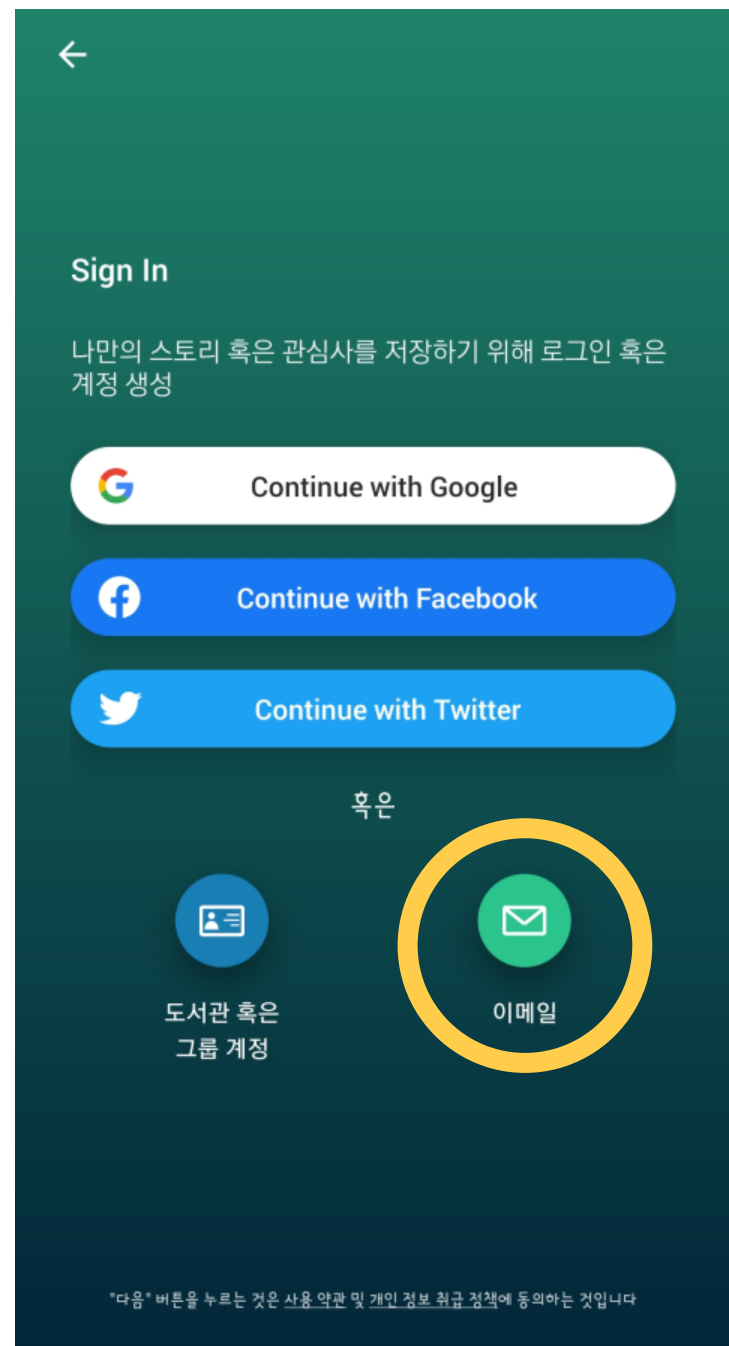 Sign In
나만의 스토리 혹은 관심사를 저장하기 위해 로그인 혹은
계정 생성
Continue with Google
Continue with Facebook
Continue with Twitter
혹은
도서관 혹은
그룹 계정
이메일
"다음" 버튼을 누르는 것은 사용 약관 및 개인 정보 취급 정책에 동의하는 것입니다